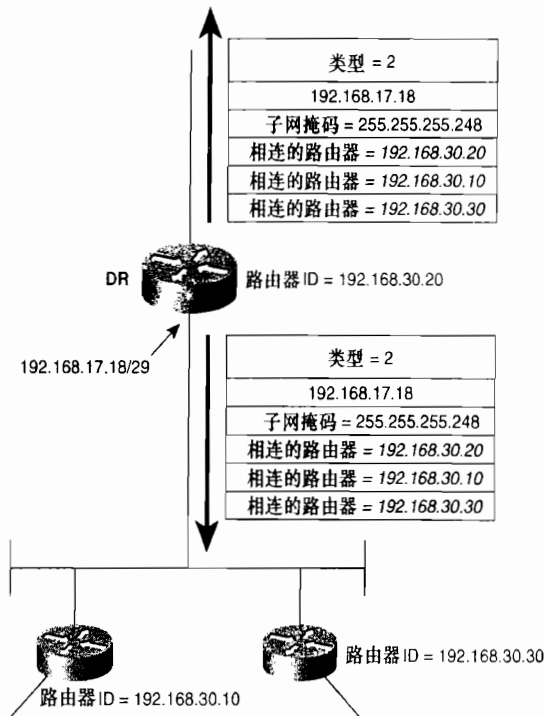 类型 = 2
192.168.17.18
子网掩码 = 255.255.255.248
相连的路由器 = 192.168.30.20
相连的路由器 = 192.168.30.10
相连的路由器 = 192.168.30.30
DR
路由器ID = 192.168.30.20
192.168.17.18/29
类型 = 2
192.168.17.18
子网掩码 = 255.255.255.248
相连的路由器 = 192.168.30.20
相连的路由器 = 192.168.30.10
相连的路由器 = 192.168.30.30
路由器ID = 192.168.30.30
路由器ID = 192.168.30.10